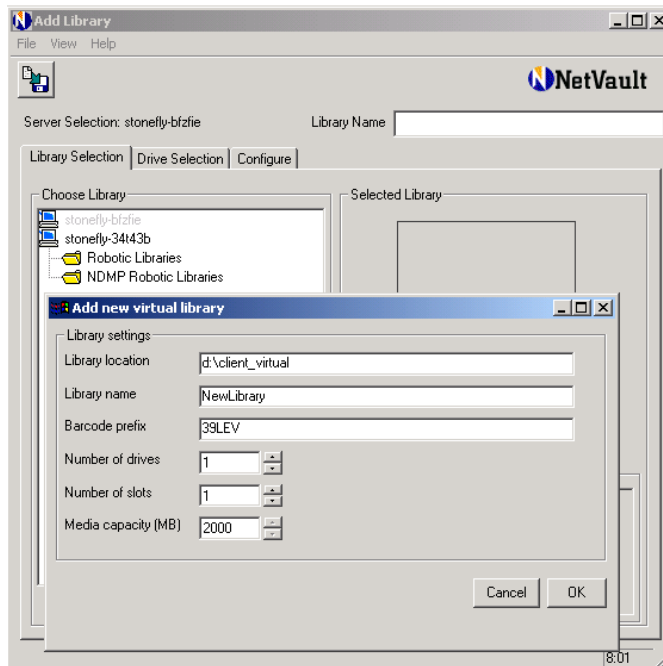 Add Library
File View Help
NetVault
Server Selection: stonefly-bfzfie Library Name
Library Selection Drive Selection Configure
Choose Library Selected Library
stonefly-bfzfie
stonefly-34t43b
Robotic Libraries
NDMP Robotic Libraries
Add new virtual library
Library settings
Library location d:\client_virtual
Library name NewLibrary
Barcode prefix 39LEV
Number of drives 1
Number of slots 1
Media capacity (MB) 2000
Cancel OK
8:01